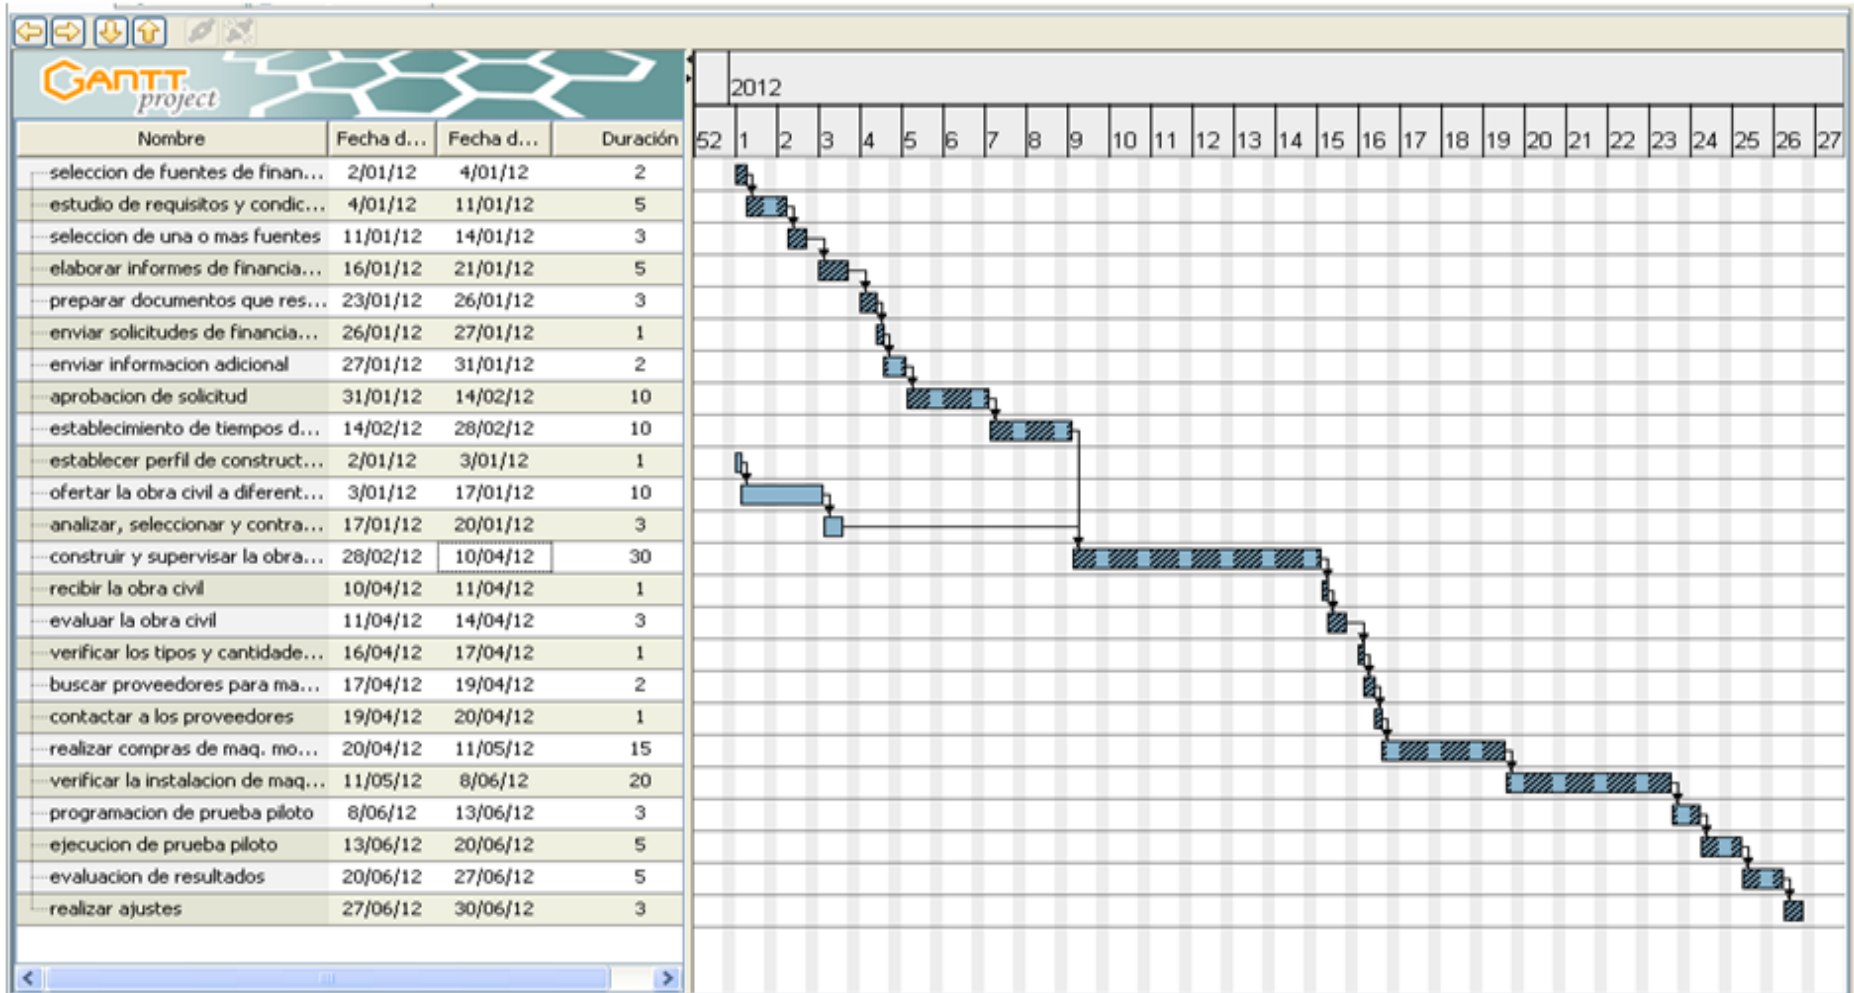 GANTT
project
2012
Nombre Fecha d... Fecha d... Duración
52 1 2 3 4 5 6 7 8 9 10 11 12 13 14 15 16 17 18 19 20 21 22 23 24 25 26 27
seleccion de fuentes de finan... 2/01/12 4/01/12 2
estudio de requisitos y condic... 4/01/12 11/01/12 5
seleccion de una o mas fuentes 11/01/12 14/01/12 3
elaborar informes de financia... 16/01/12 21/01/12 5
preparar documentos que res... 23/01/12 26/01/12 3
enviar solicitudes de financia... 26/01/12 27/01/12 1
enviar informacion adicional 27/01/12 31/01/12 2
aprobacion de solicitud 31/01/12 14/02/12 10
establecimiento de tiempos d... 14/02/12 28/02/12 10
establecer perfil de construct... 2/01/12 3/01/12 1
ofertar la obra civil a diferent... 3/01/12 17/01/12 10
analizar, seleccionar y contra... 17/01/12 20/01/12 3
construir y supervisar la obra... 28/02/12 10/04/12 30
recibir la obra civil 10/04/12 11/04/12 1
evaluar la obra civil 11/04/12 14/04/12 3
verificar los tipos y cantidade... 16/04/12 17/04/12 1
buscar proveedores para ma... 17/04/12 19/04/12 2
contactar a los proveedores 19/04/12 20/04/12 1
realizar compras de maq. mo... 20/04/12 11/05/12 15
verificar la instalacion de maq... 11/05/12 8/06/12 20
programacion de prueba piloto 8/06/12 13/06/12 3
ejecucion de prueba piloto 13/06/12 20/06/12 5
evaluacion de resultados 20/06/12 27/06/12 5
realizar ajustes 27/06/12 30/06/12 3